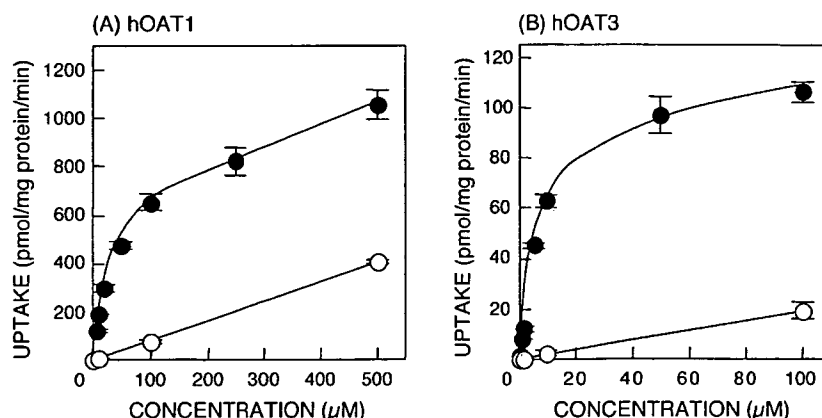 (A) hOAT1
UPTAKE (pmol/mg protein/min)
1200
1000
800
600
400
200
0
0 100 200 300 400 500
CONCENTRATION (µM)
(B) hOAT3
UPTAKE (pmol/mg protein/min)
120
100
80
60
40
20
0
0 20 40 60 80 100
CONCENTRATION (µM)